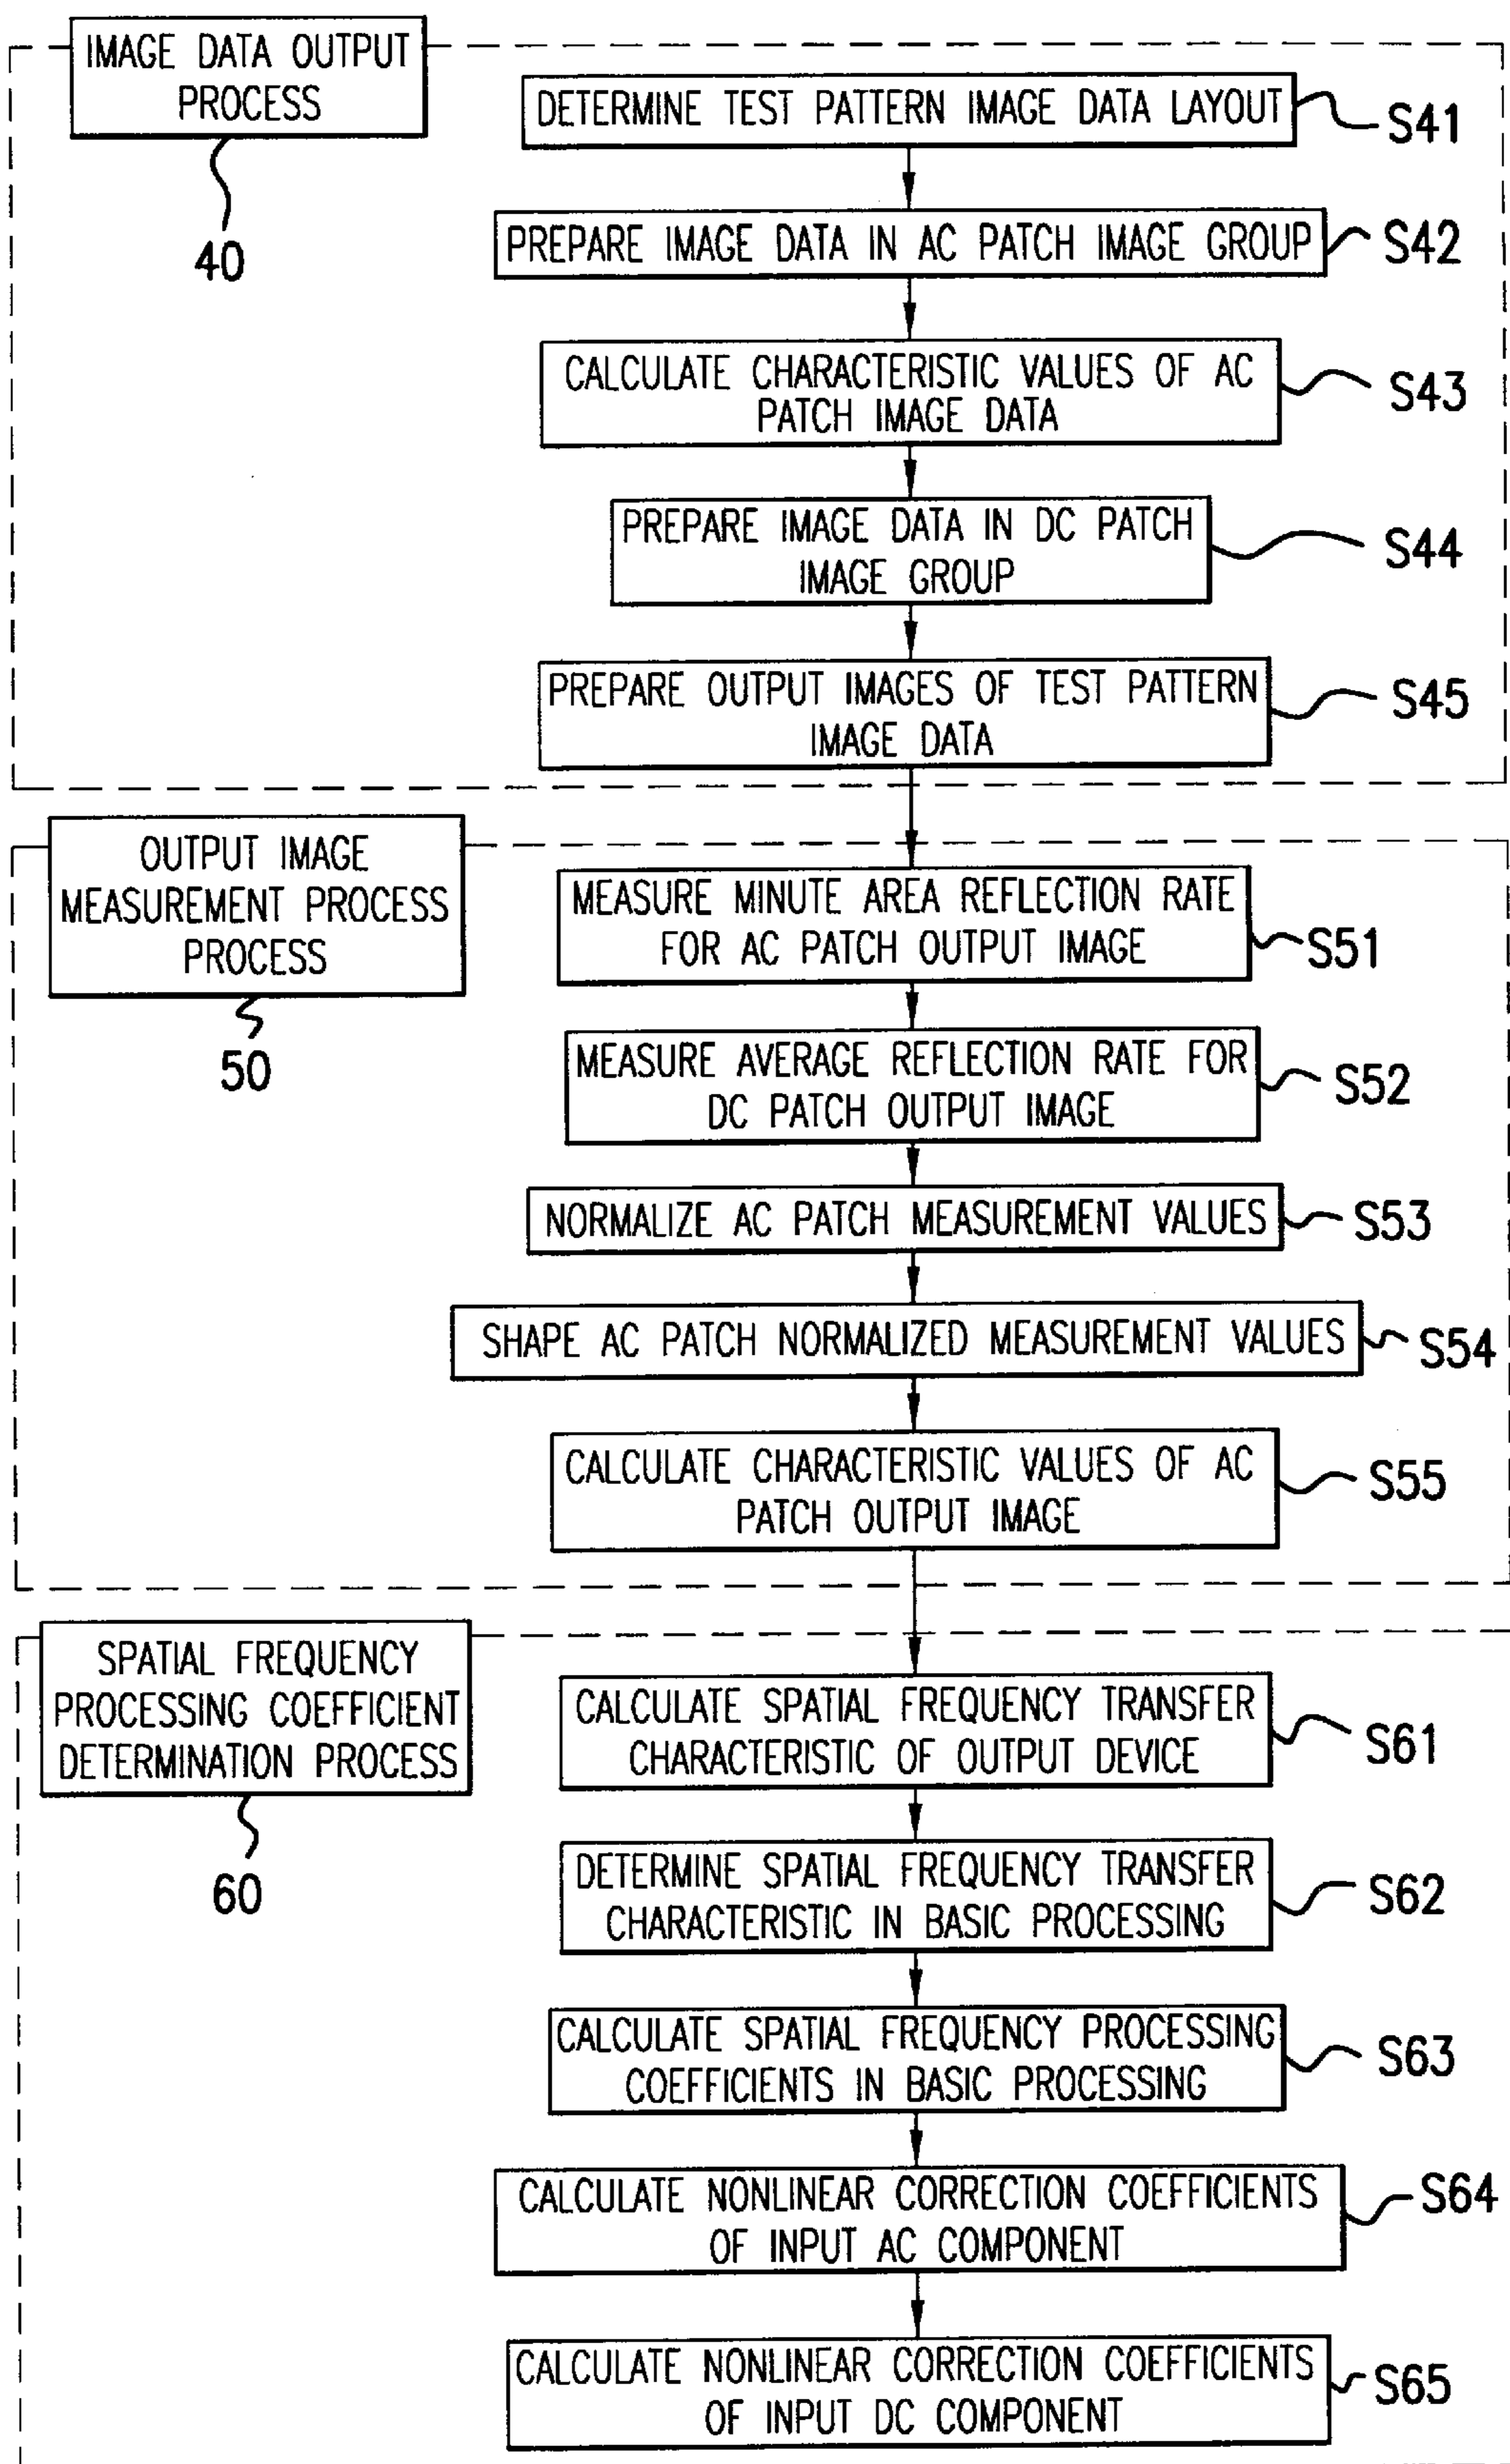 IMAGE DATA OUTPUT
PROCESS
40
DETERMINE TEST PATTERN IMAGE DATA LAYOUT
S41
PREPARE IMAGE DATA IN AC PATCH IMAGE GROUP
S42
CALCULATE CHARACTERISTIC VALUES OF AC
PATCH IMAGE DATA
S43
PREPARE IMAGE DATA IN DC PATCH
IMAGE GROUP
S44
PREPARE OUTPUT IMAGES OF TEST PATTERN
IMAGE DATA
S45
OUTPUT IMAGE
MEASUREMENT PROCESS
PROCESS
50
MEASURE MINUTE AREA REFLECTION RATE
FOR AC PATCH OUTPUT IMAGE
S51
MEASURE AVERAGE REFLECTION RATE FOR
DC PATCH OUTPUT IMAGE
S52
NORMALIZE AC PATCH MEASUREMENT VALUES
S53
SHAPE AC PATCH NORMALIZED MEASUREMENT VALUES
S54
CALCULATE CHARACTERISTIC VALUES OF AC
PATCH OUTPUT IMAGE
S55
SPATIAL FREQUENCY
PROCESSING COEFFICIENT
DETERMINATION PROCESS
60
CALCULATE SPATIAL FREQUENCY TRANSFER
CHARACTERISTIC OF OUTPUT DEVICE
S61
DETERMINE SPATIAL FREQUENCY TRANSFER
CHARACTERISTIC IN BASIC PROCESSING
S62
CALCULATE SPATIAL FREQUENCY PROCESSING
COEFFICIENTS IN BASIC PROCESSING
S63
CALCULATE NONLINEAR CORRECTION COEFFICIENTS
OF INPUT AC COMPONENT
S64
CALCULATE NONLINEAR CORRECTION COEFFICIENTS
OF INPUT DC COMPONENT
S65